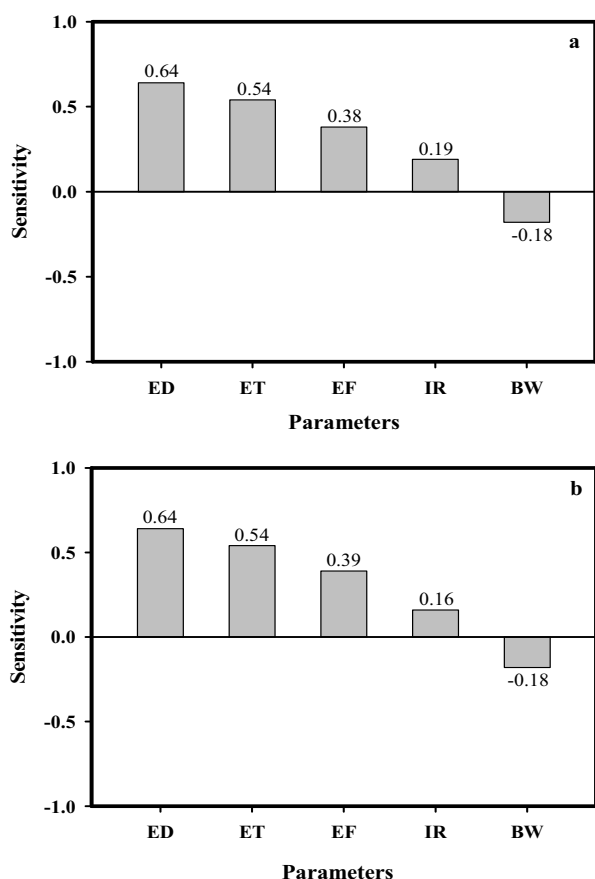 a
1.0
0.64
0.54
0.5
0.38
0.19
0.0
-0.18
-0.5
-1.0
Sensitivity
ED ET EF IR BW
Parameters
b
1.0
0.64
0.54
0.5
0.39
0.16
0.0
-0.18
-0.5
-1.0
Sensitivity
ED ET EF IR BW
Parameters